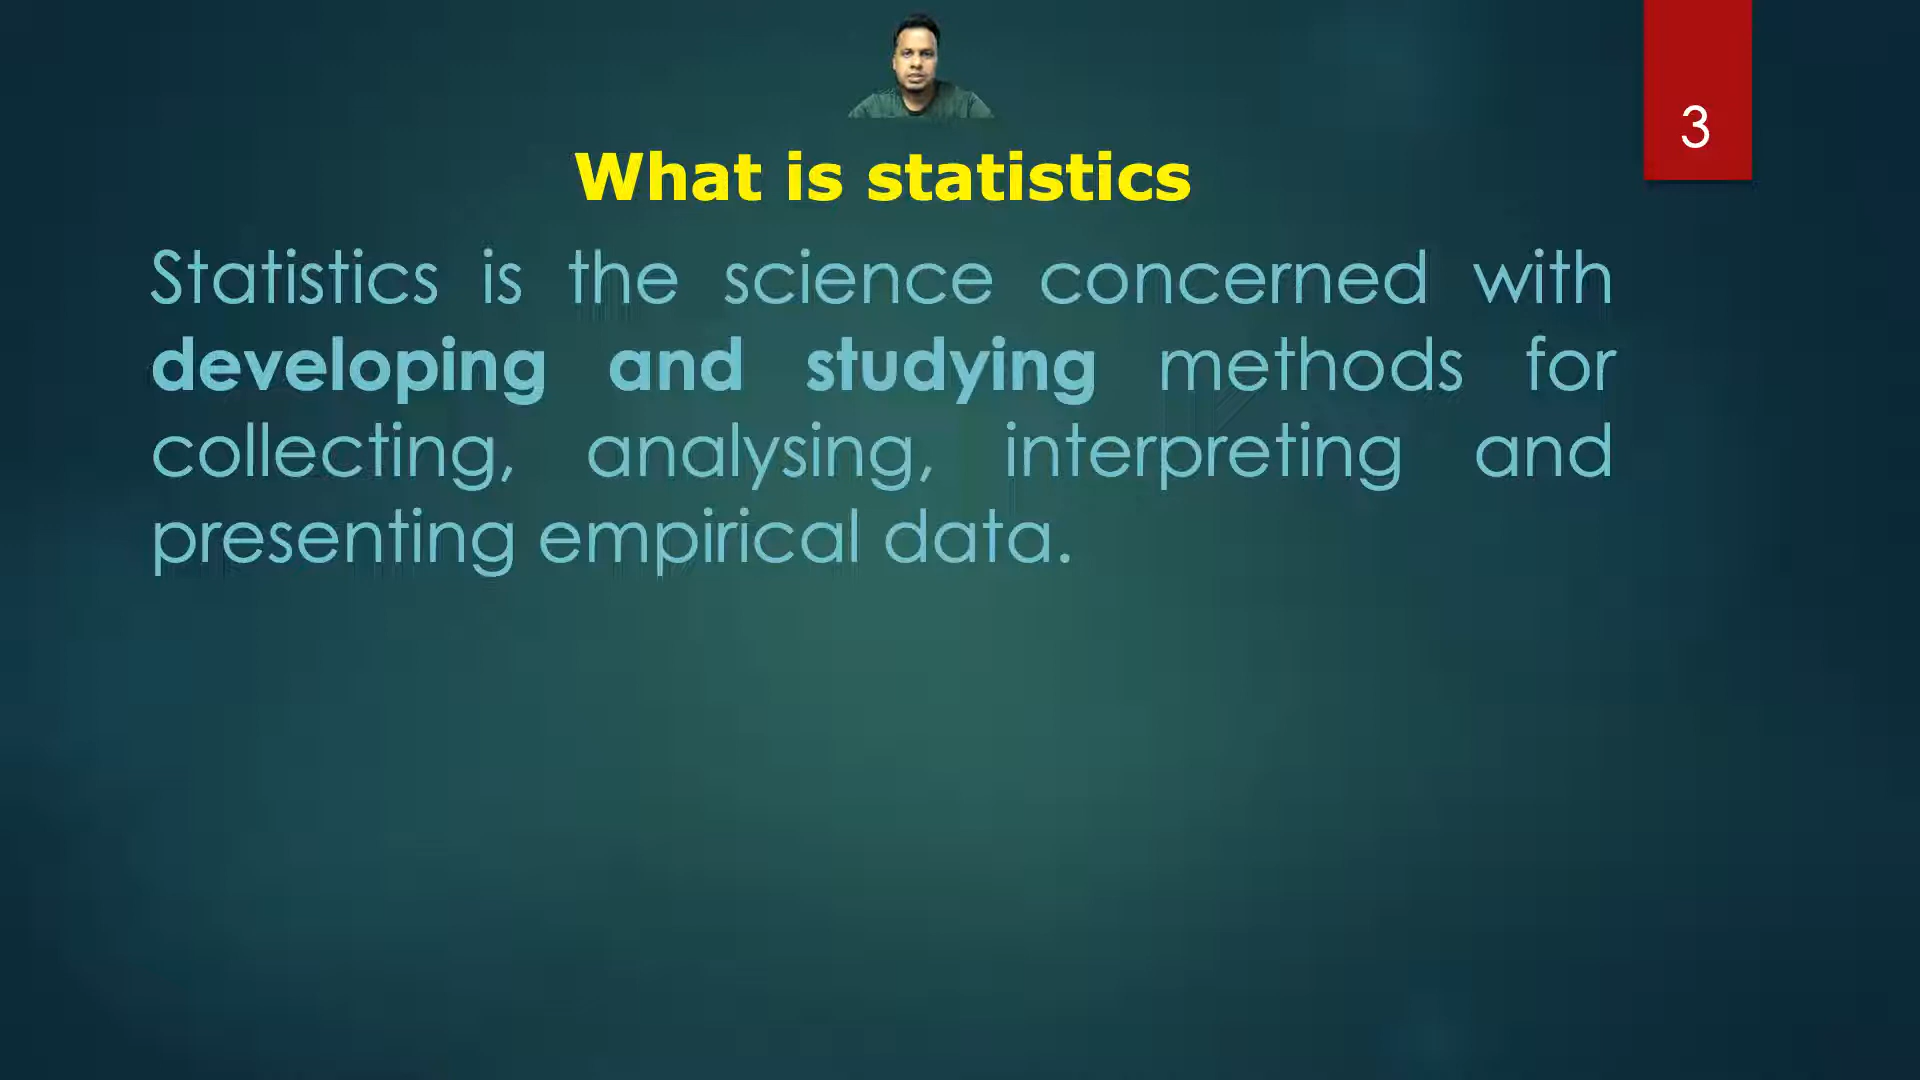 3
What is statistics
Statistics is the science concerned with
developing and studying methods for
collecting, analysing, interpreting and
presenting empirical data.